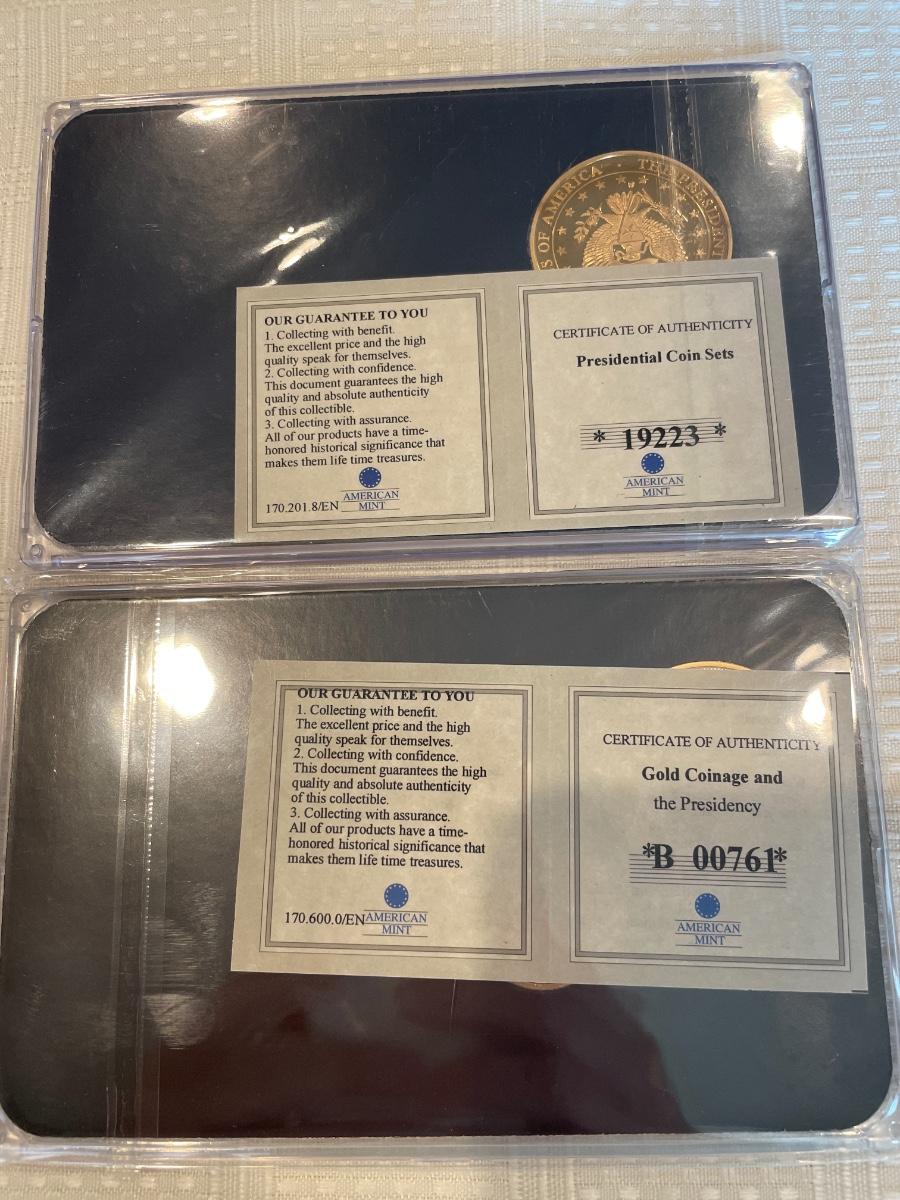 S OF AMERICA · THE PRESIDENT
OUR GUARANTEE TO YOU
1. Collecting with benefit.
The excellent price and the high
quality speak for themselves.
2. Collecting with confidence.
This document guarantees the high
quality and absolute authenticity
of this collectible.
3. Collecting with assurance.
All of our products have a time-
honored historical significance that
makes them life time treasures.
170.201.8/EN
AMERICAN
MINT
CERTIFICATE OF AUTHENTICITY
Presidential Coin Sets
* 19223 *
AMERICAN
MINT
OUR GUARANTEE TO YOU
1. Collecting with benefit.
The excellent price and the high
quality speak for themselves.
2. Collecting with confidence.
This document guarantees the high
quality and absolute authenticity
of this collectible.
3. Collecting with assurance.
All of our products have a time-
honored historical significance that
makes them life time treasures.
170.600.0/EN
AMERICAN
MINT
CERTIFICATE OF AUTHENTICITY
Gold Coinage and
the Presidency
*B 00761*
AMERICAN
MINT